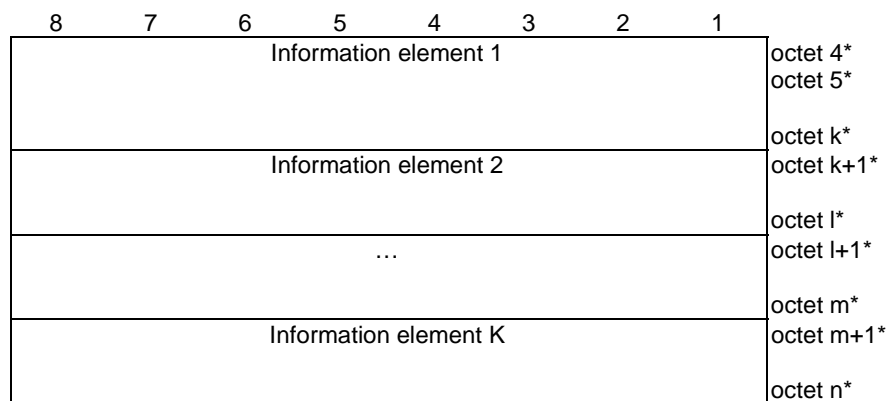 8 7 6 5 4 3 2 1
Information element 1 octet 4*
octet 5*
octet k*
Information element 2 octet k+1*
octet l*
… octet l+1*
octet m*
Information element K octet m+1*
octet n*